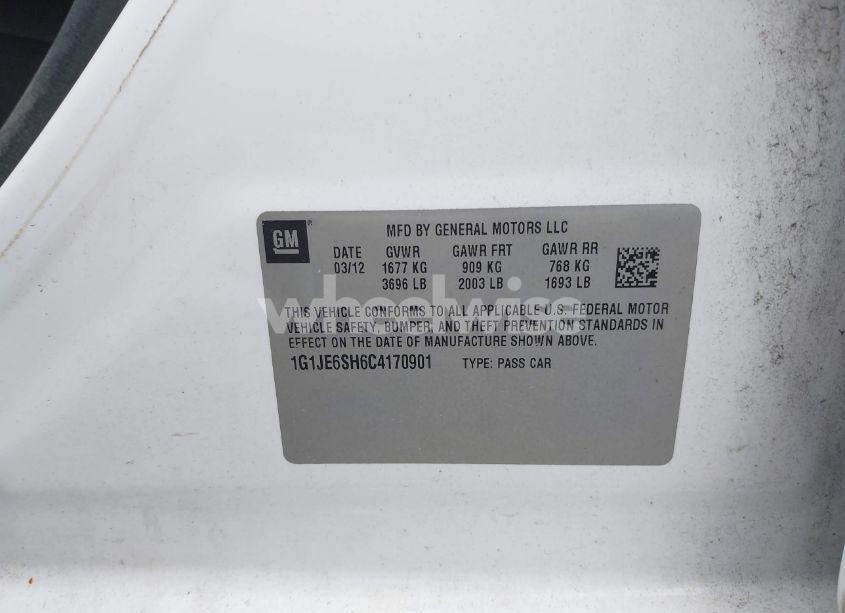 GM
MFD BY GENERAL MOTORS LLC
DATE GVWR GAWR FRT GAWR RR
03/12 1677 KG 909 KG 768 KG
3696 LB 2003 LB 1693 LB
wheelwise
THIS VEHICLE CONFORMS TO ALL APPLICABLE U.S. FEDERAL MOTOR
VEHICLE SAFETY, BUMPER, AND THEFT PREVENTION STANDARDS IN
EFFECT ON THE DATE OF MANUFACTURE SHOWN ABOVE.
1G1JE6SH6C4170901 TYPE: PASS CAR